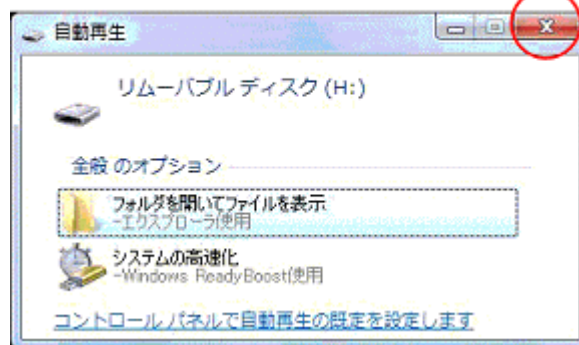 自動再生
リムーバブル ディスク (H:)
全般 のオプション
フォルダを開いてファイルを表示
-エクスプローラ使用
システムの高速化
-Windows ReadyBoost使用
コントロール パネルで自動再生の既定を設定します